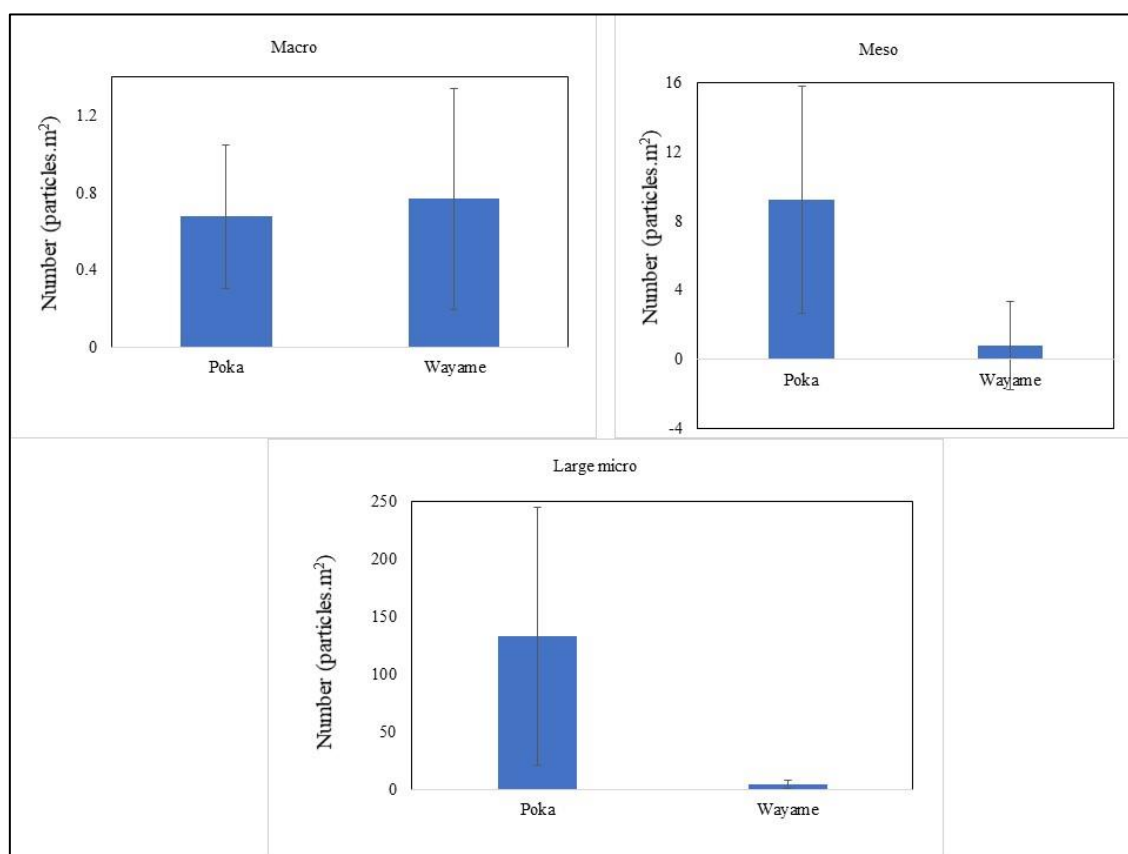 Macro
Number (particles.m²)
1.2
0.8
0.4
0
Poka Wayame
Meso
Number (particles.m²)
16
12
8
4
0
-4
Poka Wayame
Large micro
Number (particles.m²)
250
200
150
100
50
0
Poka Wayame